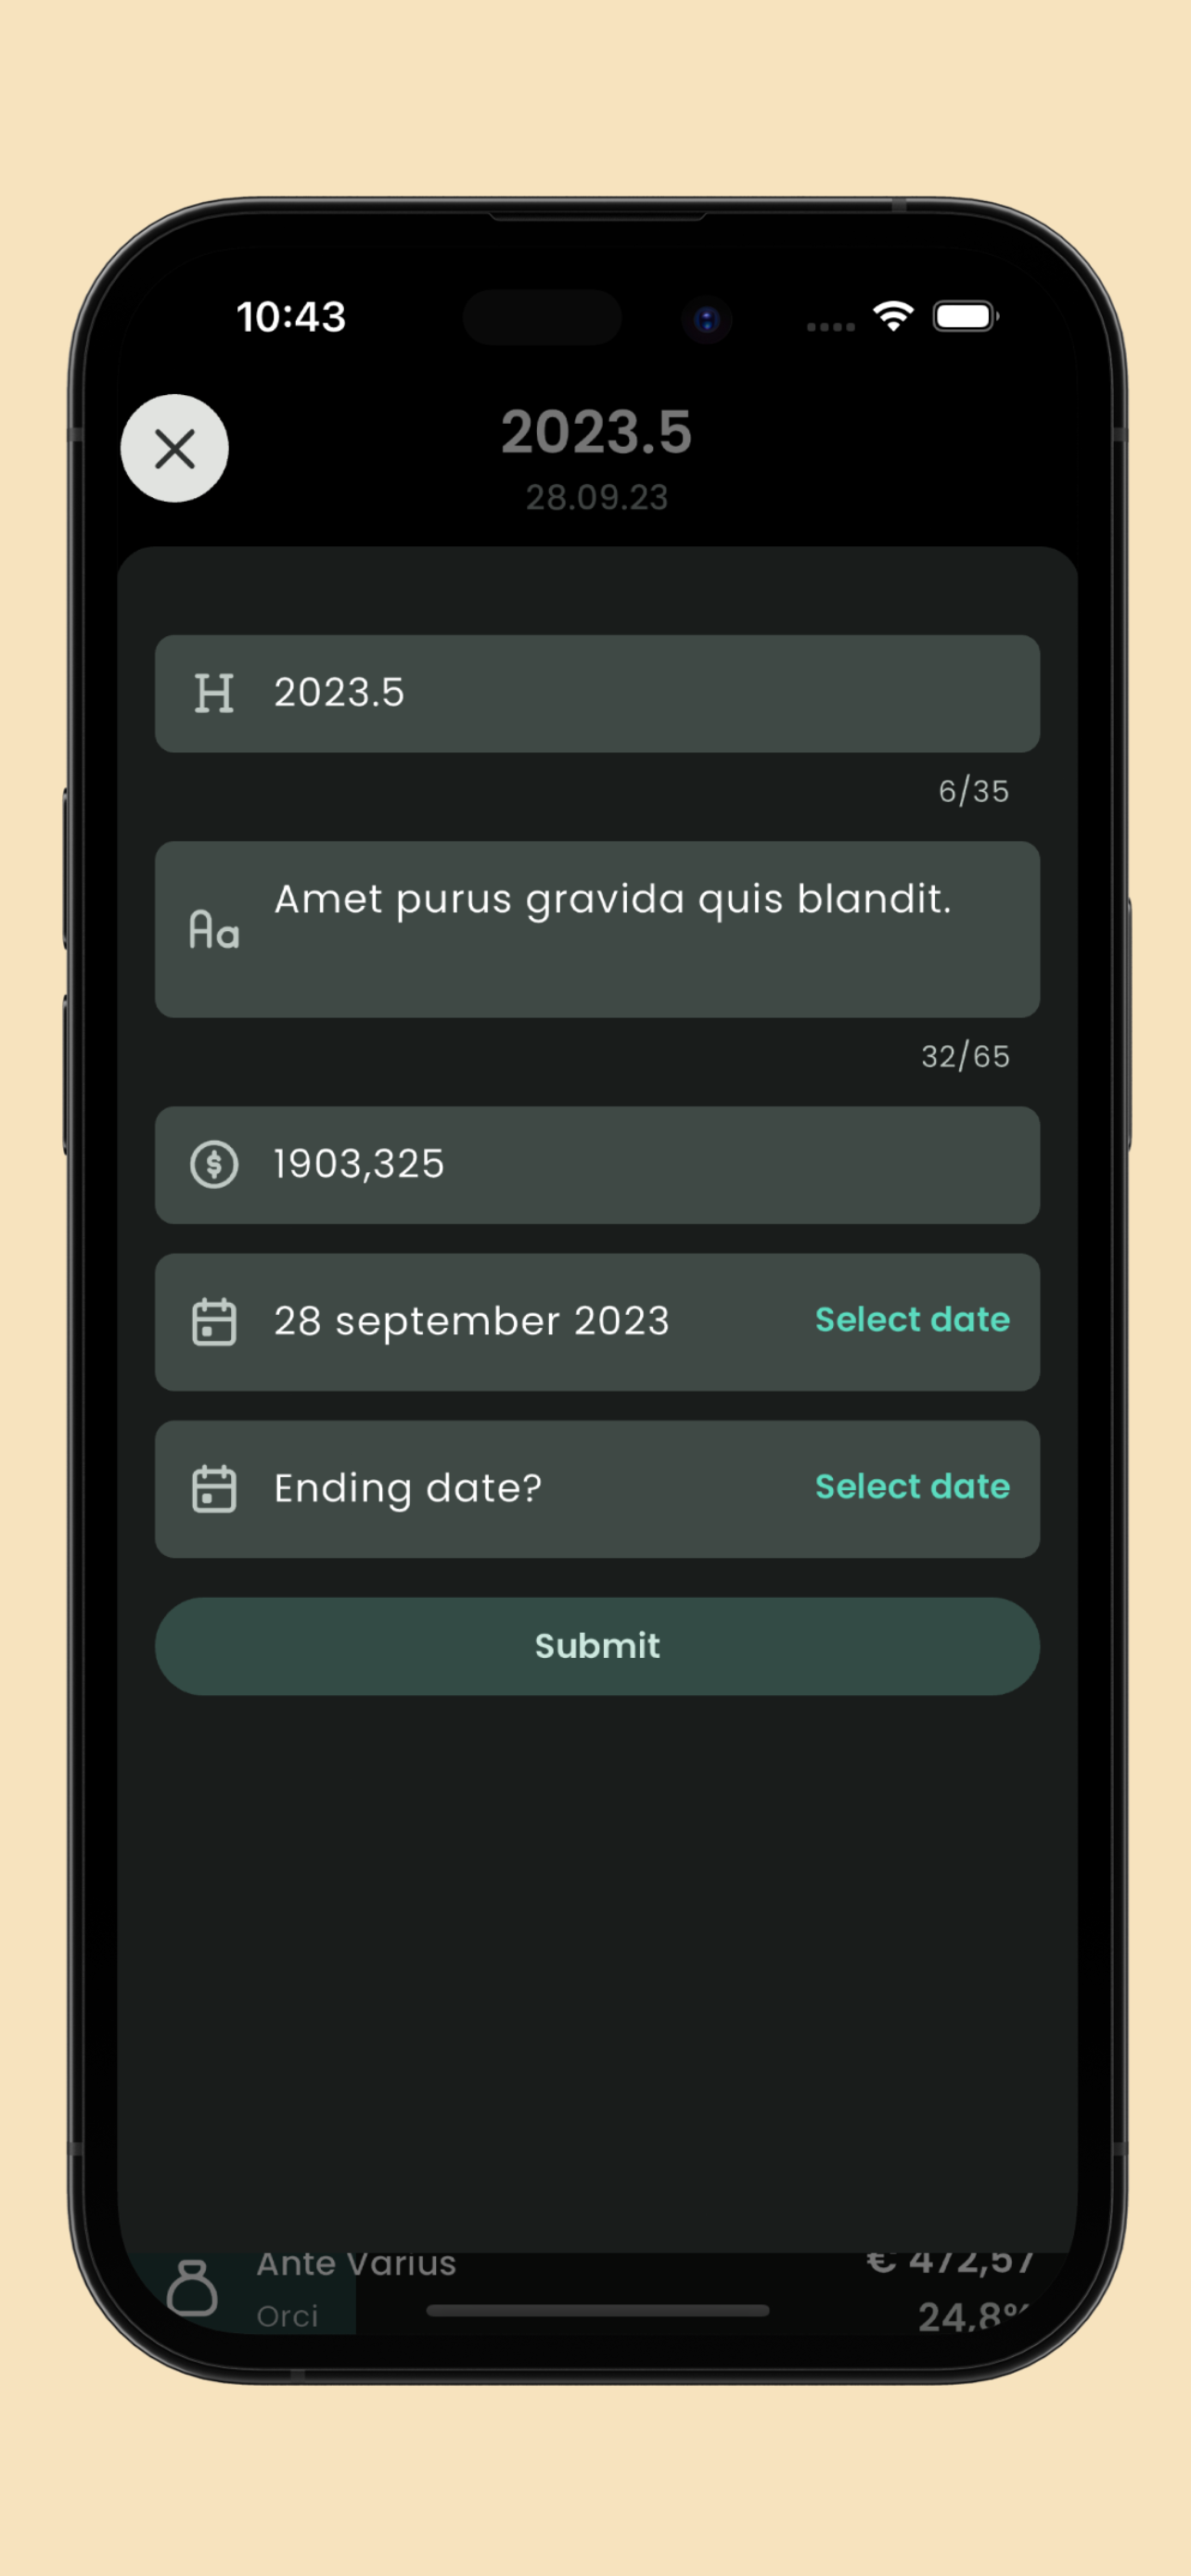 10:43
2023.5
28.09.23
2023.5
6/35
Amet purus gravida quis blandit.
32/65
1903,325
28 september 2023 Select date
Ending date? Select date
Submit
Ante Varius € 472,57
Orci 24,8%